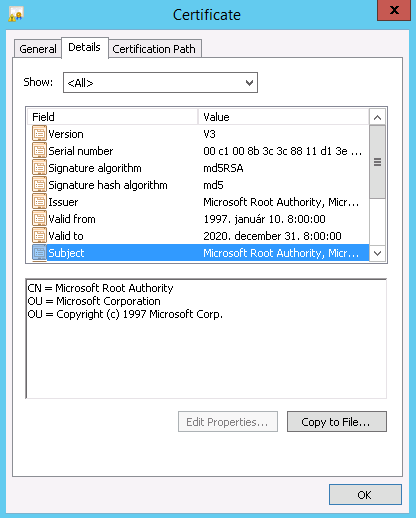 Certificate
General Details Certification Path
Show: <All>
Field Value
Version V3
Serial number 00 c1 00 8b 3c 3c 88 11 d1 3e ...
Signature algorithm md5RSA
Signature hash algorithm md5
Issuer Microsoft Root Authority, Micr...
Valid from 1997. január 10. 8:00:00
Valid to 2020. december 31. 8:00:00
Subject Microsoft Root Authority, Micr...
CN = Microsoft Root Authority
OU = Microsoft Corporation
OU = Copyright (c) 1997 Microsoft Corp.
Edit Properties... Copy to File...
OK